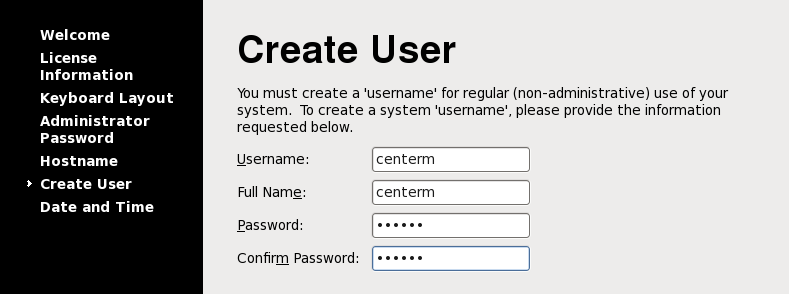 Welcome
License
Information
Keyboard Layout
Administrator
Password
Hostname
Create User
Date and Time
Create User
You must create a 'username' for regular (non-administrative) use of your
system.  To create a system 'username', please provide the information
requested below.
Username: centerm
Full Name: centerm
Password: ••••••
Confirm Password: ••••••